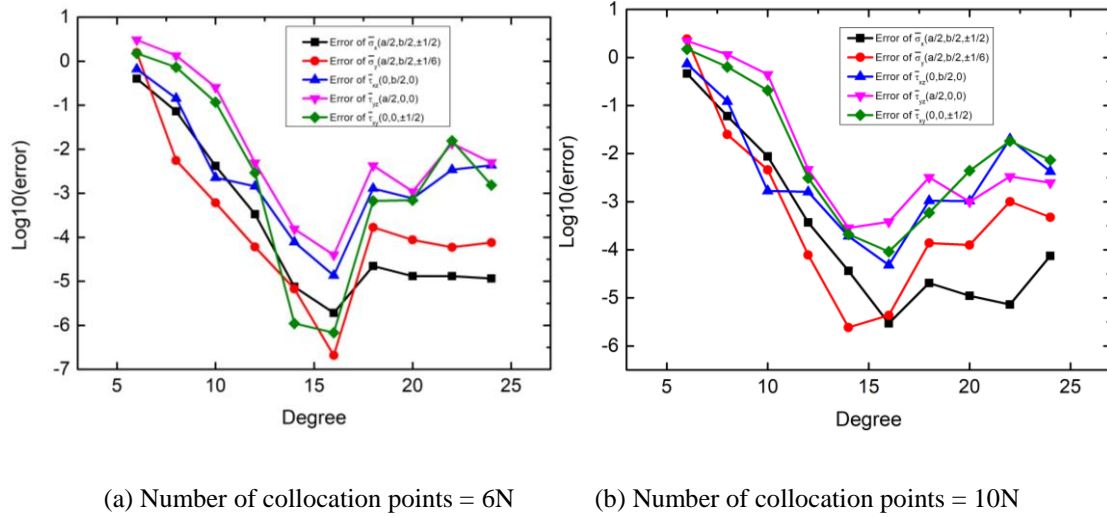 1
0
-1
-2
-3
-4
-5
-6
-7
Log10(error)
5
10
15
20
25
Degree
Error of σ̄ₓ(a/2,b/2,±1/2)
Error of σ̄ᵧ(a/2,b/2,±1/6)
Error of τ̄xz(0,b/2,0)
Error of τ̄yz(a/2,0,0)
Error of τ̄xy(0,0,±1/2)
1
0
-1
-2
-3
-4
-5
-6
Log10(error)
5
10
15
20
25
Degree
Error of σ̄ₓ(a/2,b/2,±1/2)
Error of σ̄ᵧ(a/2,b/2,±1/6)
Error of τ̄xz(0,b/2,0)
Error of τ̄yz(a/2,0,0)
Error of τ̄xy(0,0,±1/2)
(a) Number of collocation points = 6N
(b) Number of collocation points = 10N